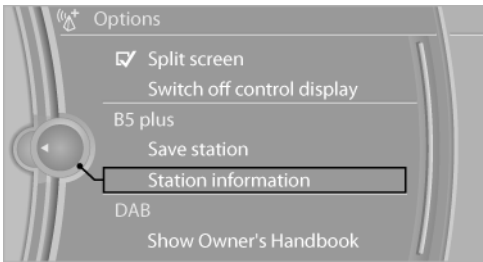 Options
Split screen
Switch off control display
B5 plus
Save station
Station information
DAB
Show Owner's Handbook